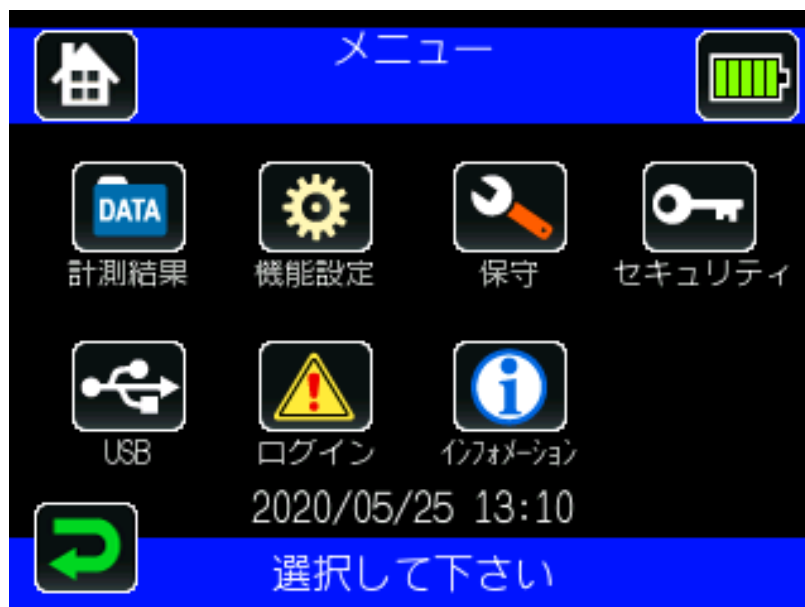 メニュー
DATA
計測結果 機能設定 保守 セキュリティ
USB ログイン ｲﾝﾌｫﾒｰｼｮﾝ
2020/05/25 13:10
選択して下さい